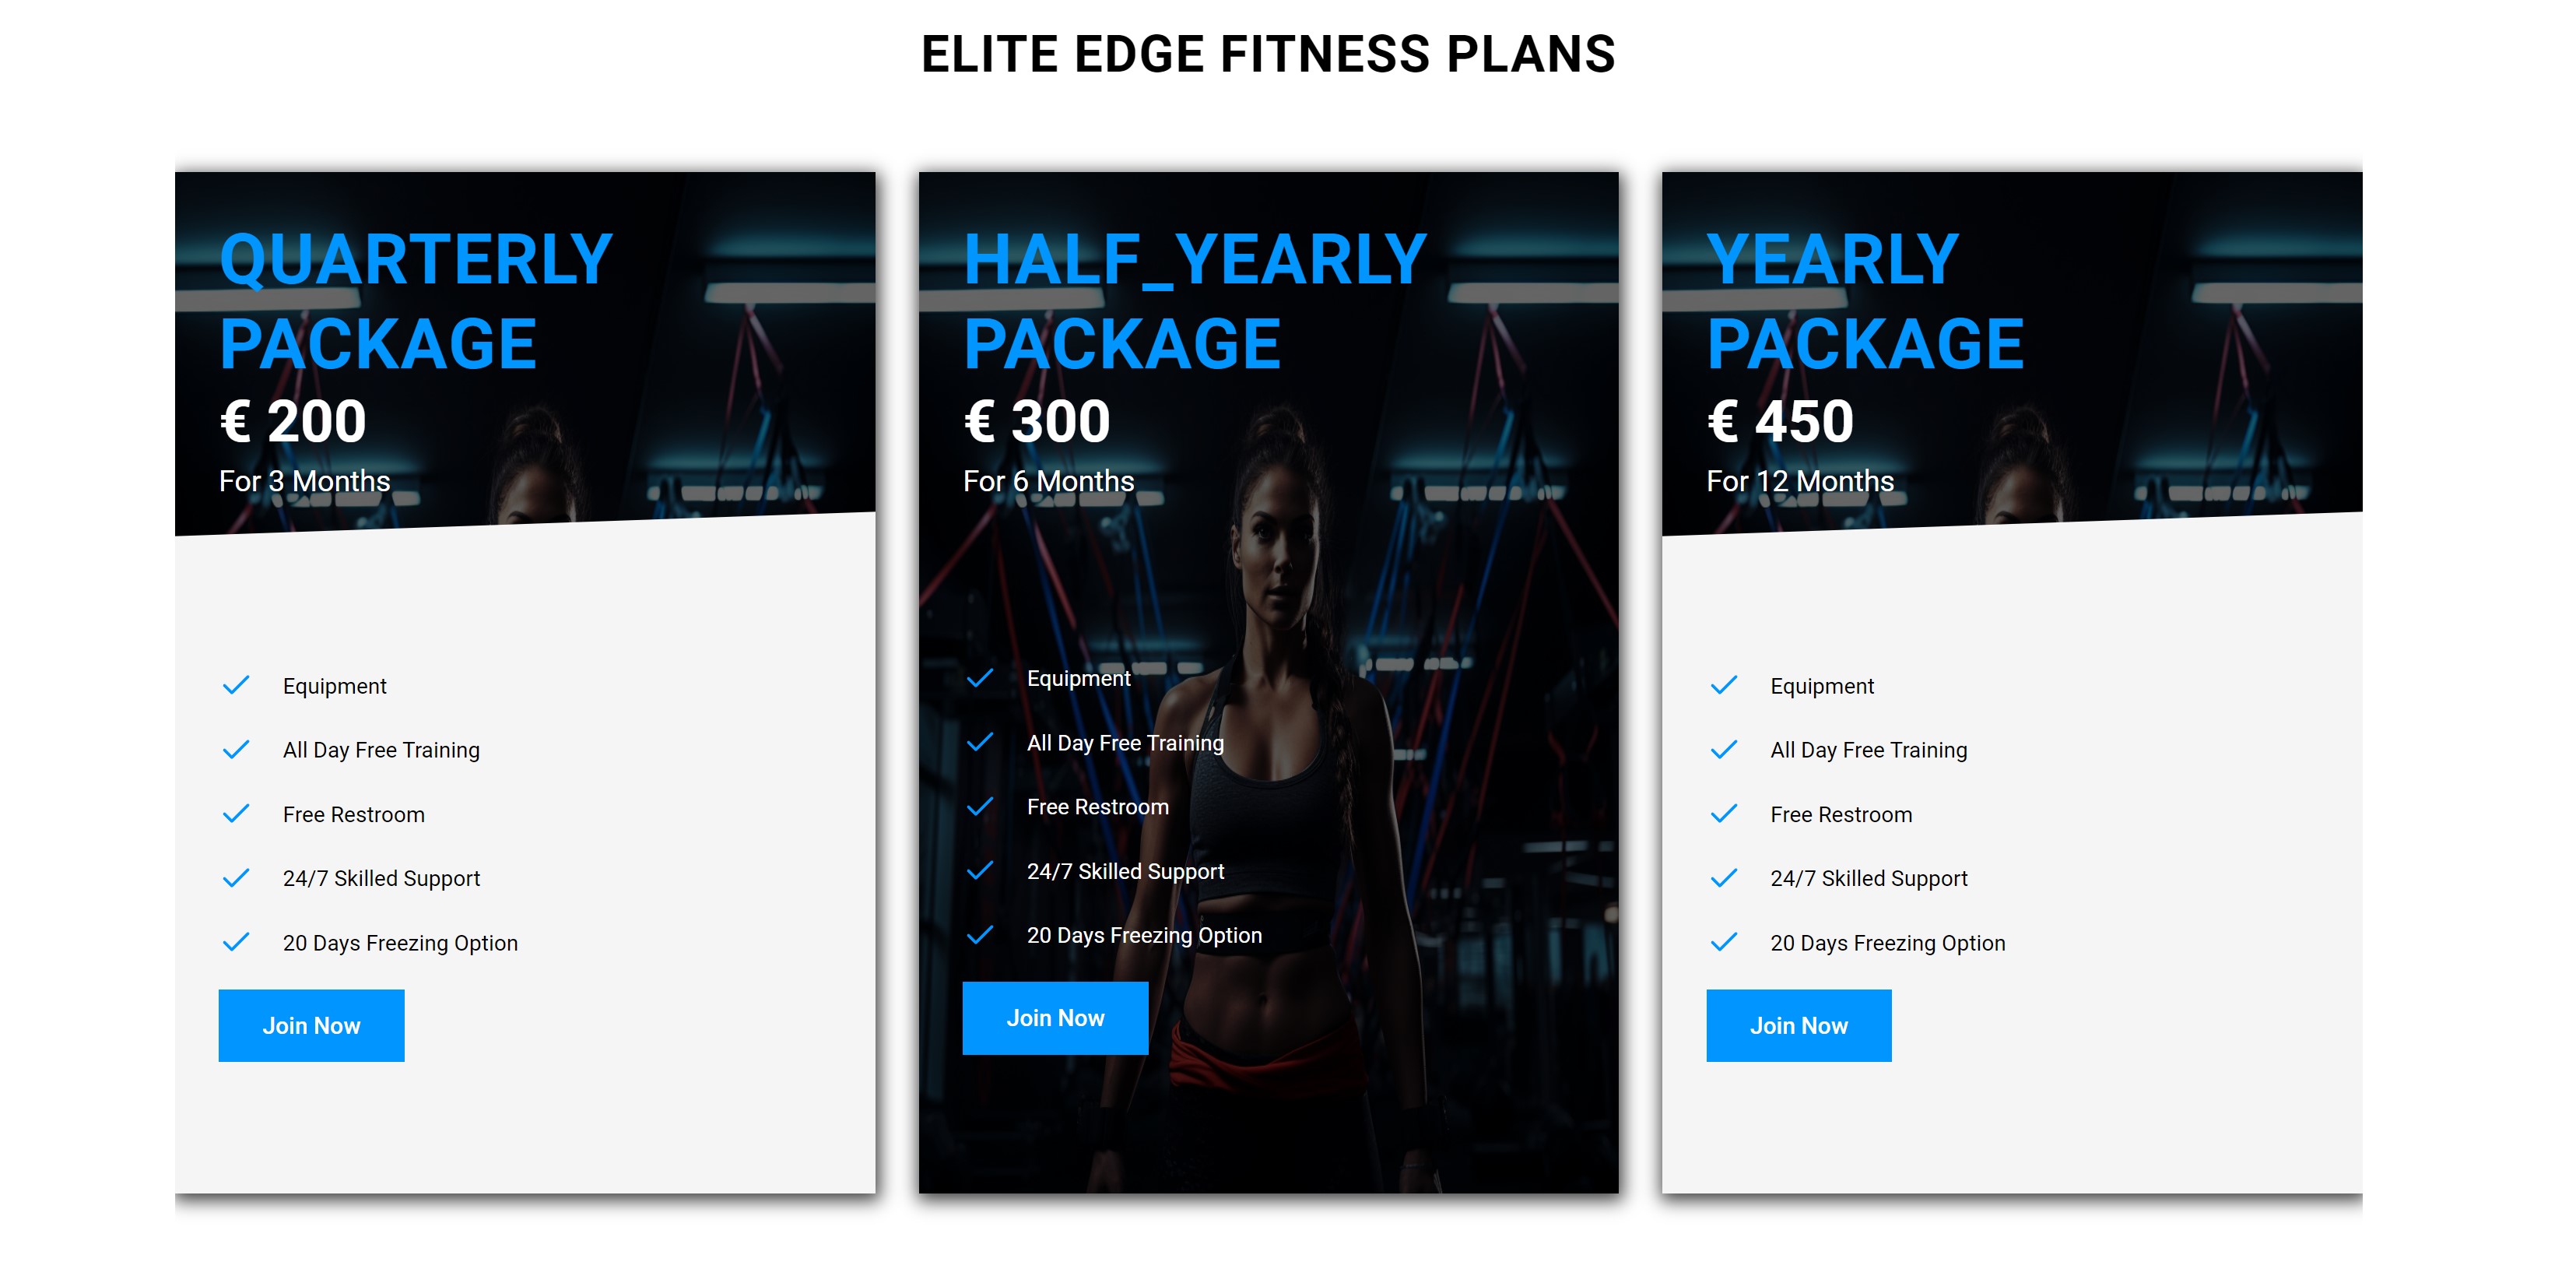 ELITE EDGE FITNESS PLANS
QUARTERLY
PACKAGE
€ 200
For 3 Months
Equipment
All Day Free Training
Free Restroom
24/7 Skilled Support
20 Days Freezing Option
Join Now
HALF_YEARLY
PACKAGE
€ 300
For 6 Months
Equipment
All Day Free Training
Free Restroom
24/7 Skilled Support
20 Days Freezing Option
Join Now
YEARLY
PACKAGE
€ 450
For 12 Months
Equipment
All Day Free Training
Free Restroom
24/7 Skilled Support
20 Days Freezing Option
Join Now